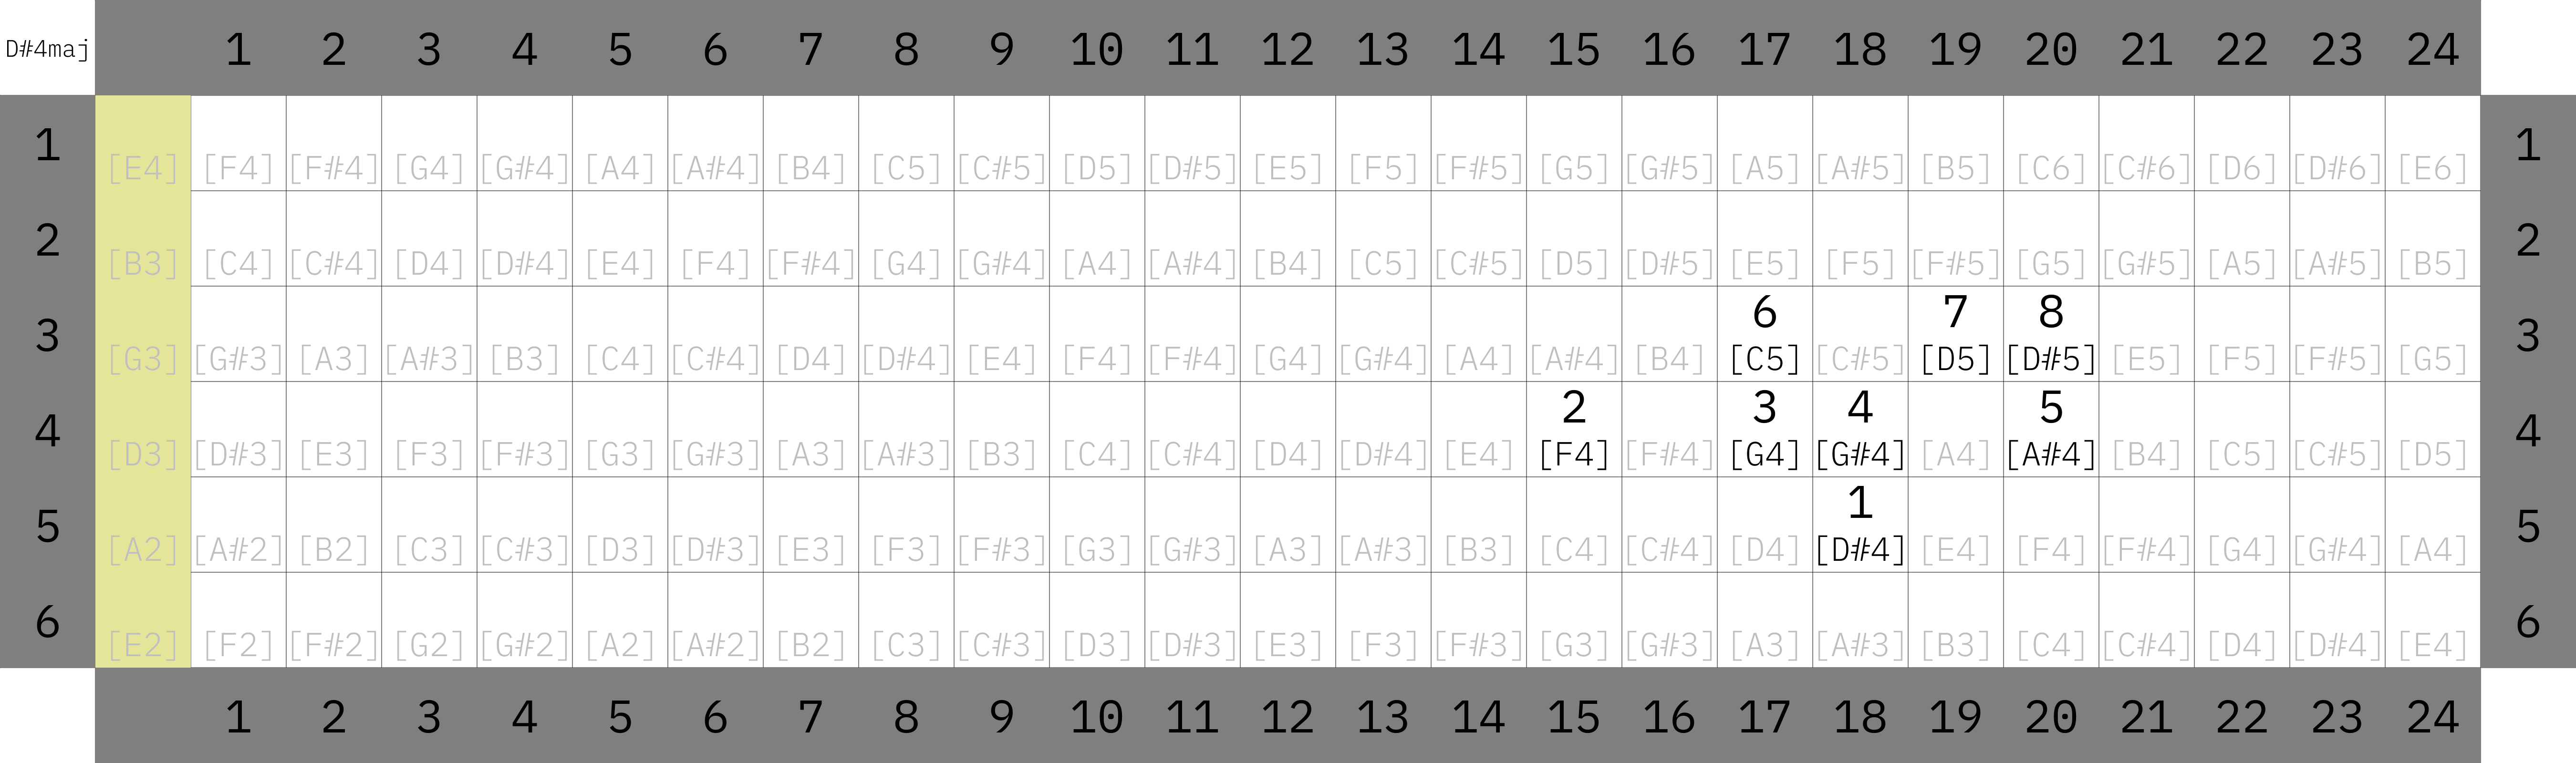 D#4maj 1 2 3 4 5 6 7 8 9 10 11 12 13 14 15 16 17 18 19 20 21 22 23 24
1 [E4] [F4] [F#4] [G4] [G#4] [A4] [A#4] [B4] [C5] [C#5] [D5] [D#5] [E5] [F5] [F#5] [G5] [G#5] [A5] [A#5] [B5] [C6] [C#6] [D6] [D#6] [E6] 1
2 [B3] [C4] [C#4] [D4] [D#4] [E4] [F4] [F#4] [G4] [G#4] [A4] [A#4] [B4] [C5] [C#5] [D5] [D#5] [E5] [F5] [F#5] [G5] [G#5] [A5] [A#5] [B5] 2
6 7 8
3 [G3] [G#3] [A3] [A#3] [B3] [C4] [C#4] [D4] [D#4] [E4] [F4] [F#4] [G4] [G#4] [A4] [A#4] [B4] [C5] [C#5] [D5] [D#5] [E5] [F5] [F#5] [G5] 3
2 3 4 5
4 [D3] [D#3] [E3] [F3] [F#3] [G3] [G#3] [A3] [A#3] [B3] [C4] [C#4] [D4] [D#4] [E4] [F4] [F#4] [G4] [G#4] [A4] [A#4] [B4] [C5] [C#5] [D5] 4
1
5 [A2] [A#2] [B2] [C3] [C#3] [D3] [D#3] [E3] [F3] [F#3] [G3] [G#3] [A3] [A#3] [B3] [C4] [C#4] [D4] [D#4] [E4] [F4] [F#4] [G4] [G#4] [A4] 5
6 [E2] [F2] [F#2] [G2] [G#2] [A2] [A#2] [B2] [C3] [C#3] [D3] [D#3] [E3] [F3] [F#3] [G3] [G#3] [A3] [A#3] [B3] [C4] [C#4] [D4] [D#4] [E4] 6
1 2 3 4 5 6 7 8 9 10 11 12 13 14 15 16 17 18 19 20 21 22 23 24